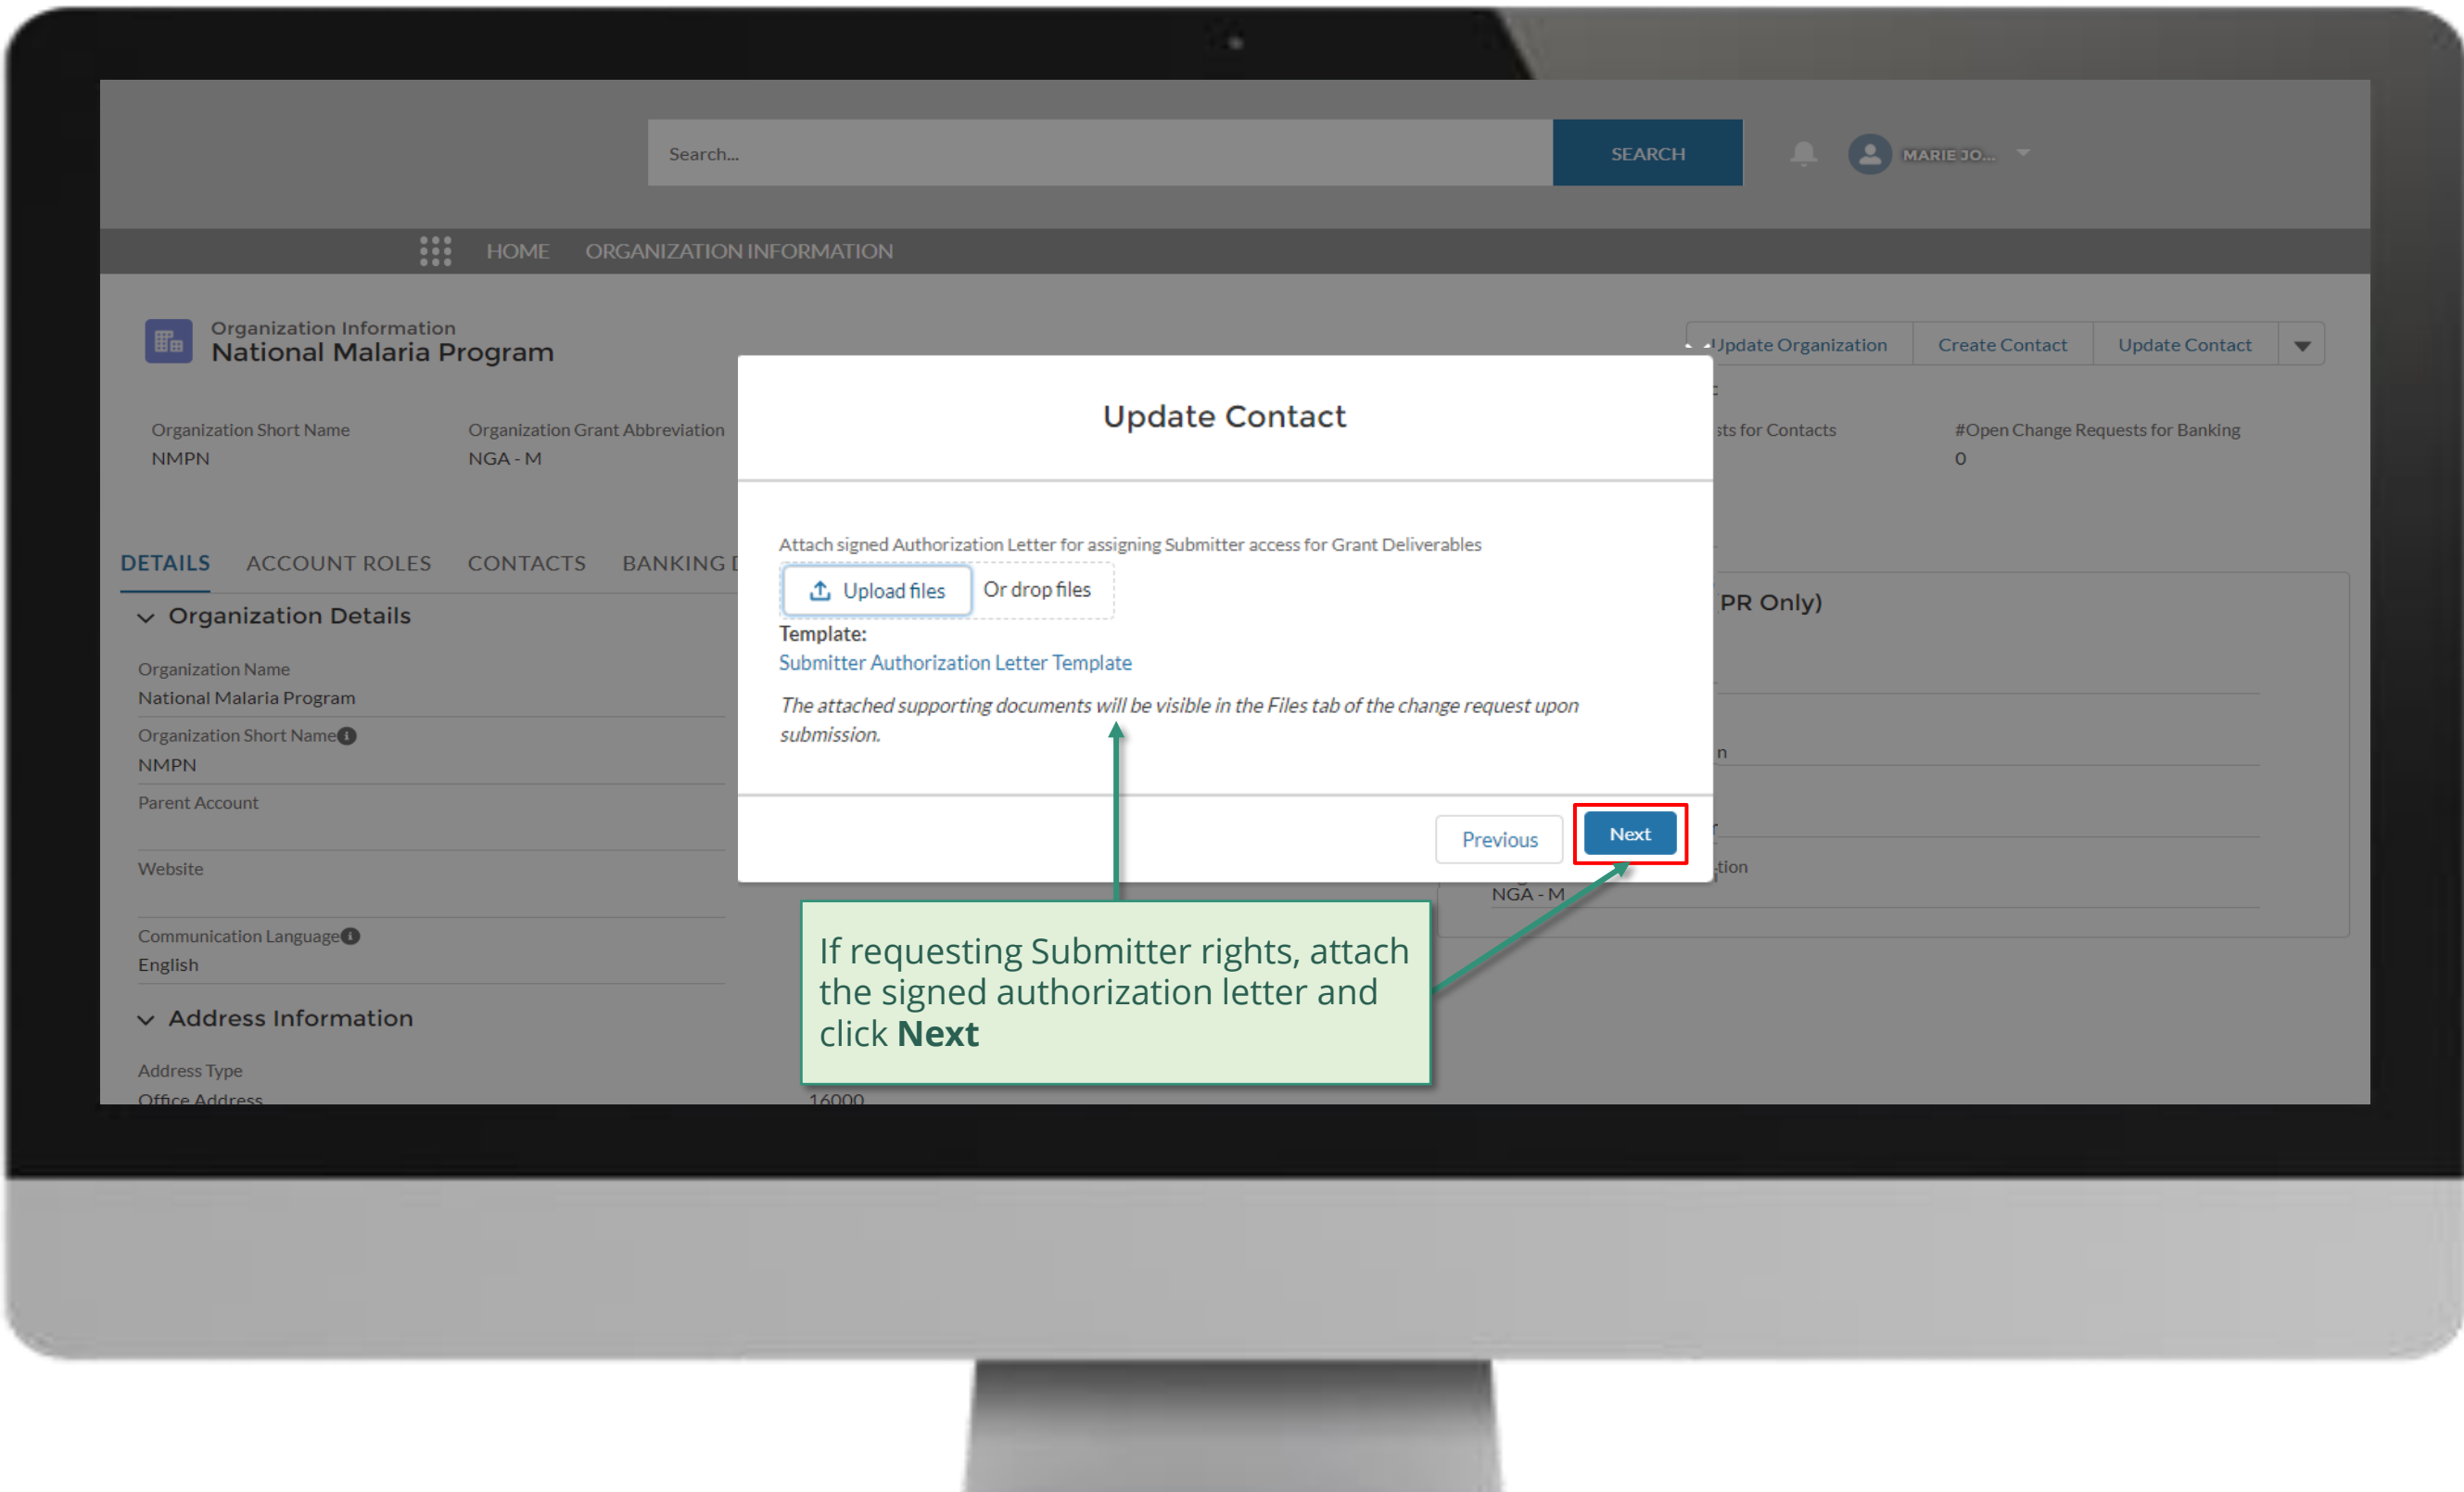 Search...
SEARCH
MARIE JO...
HOME ORGANIZATION INFORMATION
Organization Information
National Malaria Program
Update Organization Create Contact Update Contact
Organization Short Name
NMPN
Organization Grant Abbreviation
NGA - M
sts for Contacts
#Open Change Requests for Banking
0
DETAILS ACCOUNT ROLES CONTACTS BANKING
Organization Details
Organization Name
National Malaria Program
Organization Short Name
NMPN
Parent Account
Website
Communication Language
English
Address Information
Address Type
Office Address
16000
Update Contact
Attach signed Authorization Letter for assigning Submitter access for Grant Deliverables
Upload files Or drop files
Template:
Submitter Authorization Letter Template
The attached supporting documents will be visible in the Files tab of the change request upon
submission.
Previous Next
PR Only)
n
tion
NGA - M
If requesting Submitter rights, attach
the signed authorization letter and
click Next